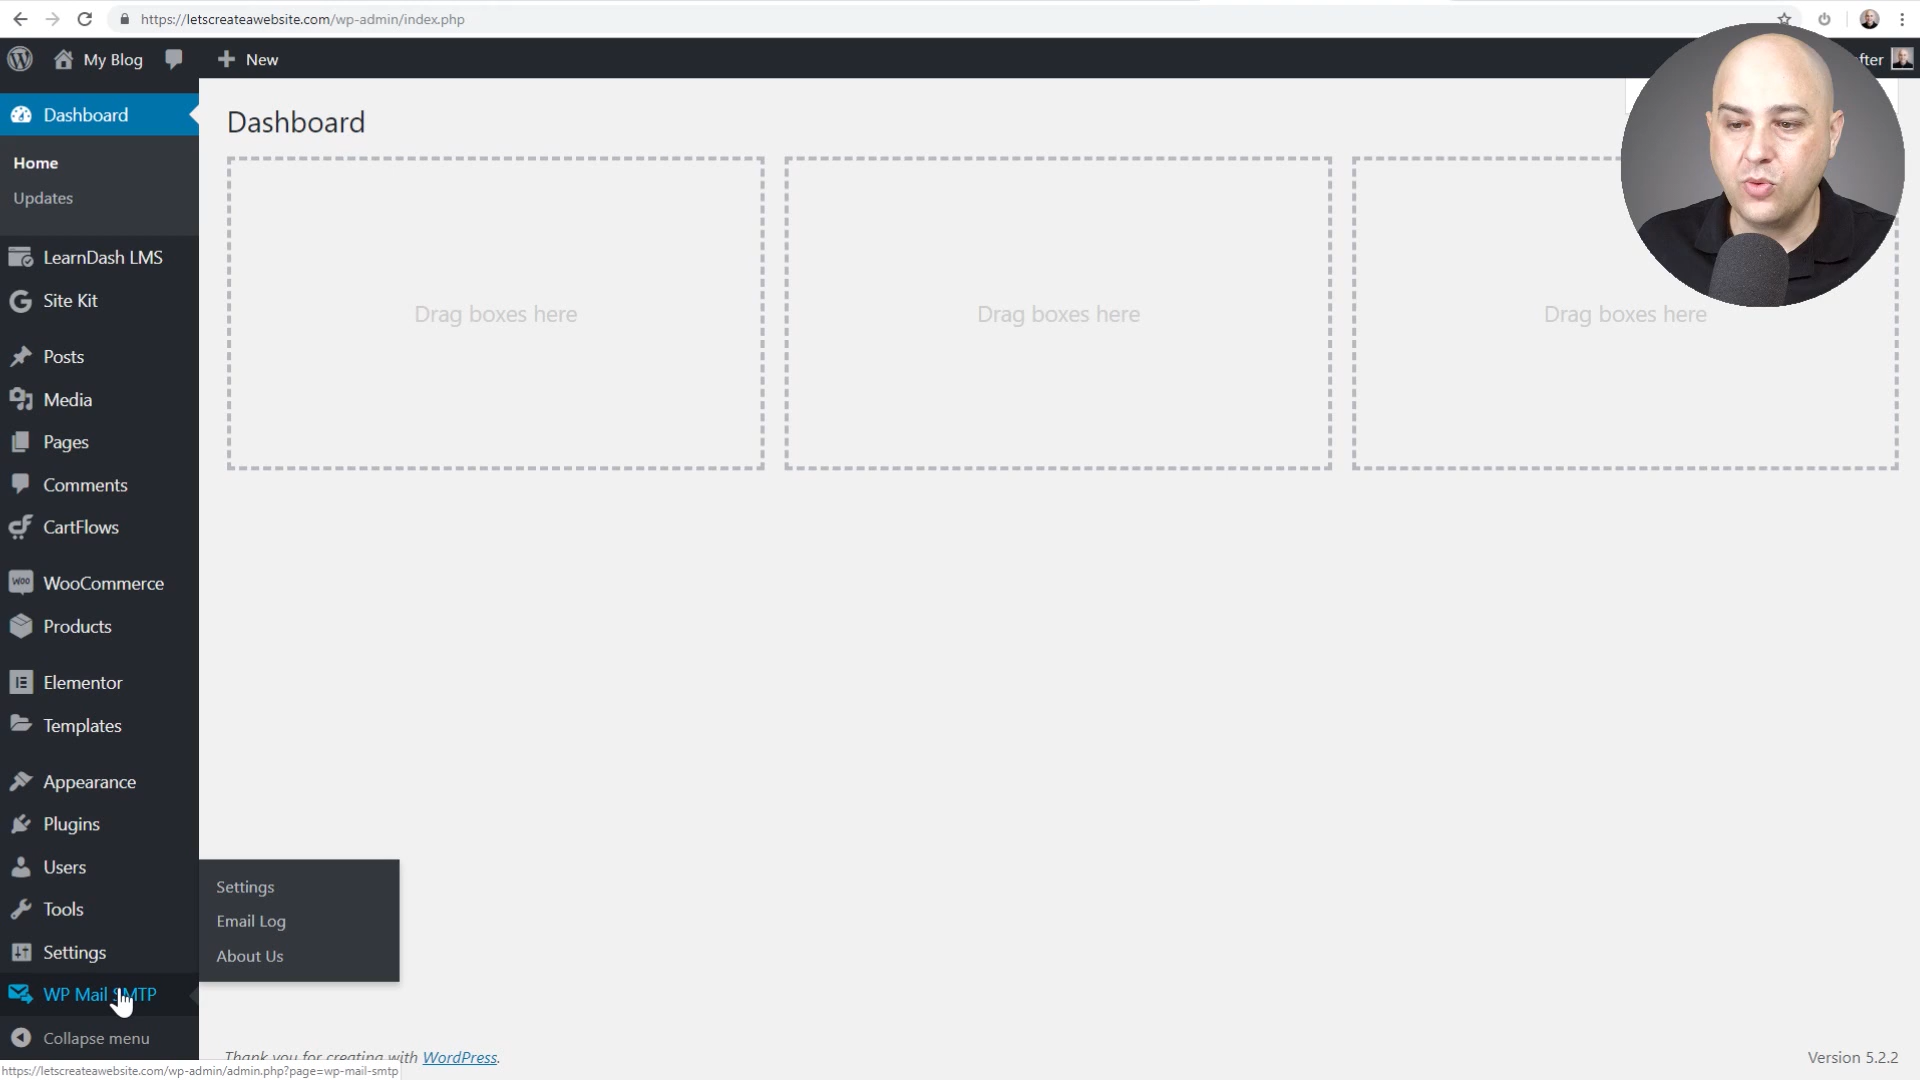 https://letscreateawebsite.com/wp-admin/index.php
My Blog
New
fter
Dashboard
Home
Updates
LearnDash LMS
Site Kit
Posts
Media
Pages
Comments
CartFlows
WooCommerce
Products
Elementor
Templates
Appearance
Plugins
Users
Tools
Settings
WP Mail SMTP
Collapse menu
Dashboard
Drag boxes here
Drag boxes here
Drag boxes here
Settings
Email Log
About Us
Thank you for creating with WordPress.
Version 5.2.2
https://letscreateawebsite.com/wp-admin/admin.php?page=wp-mail-smtp